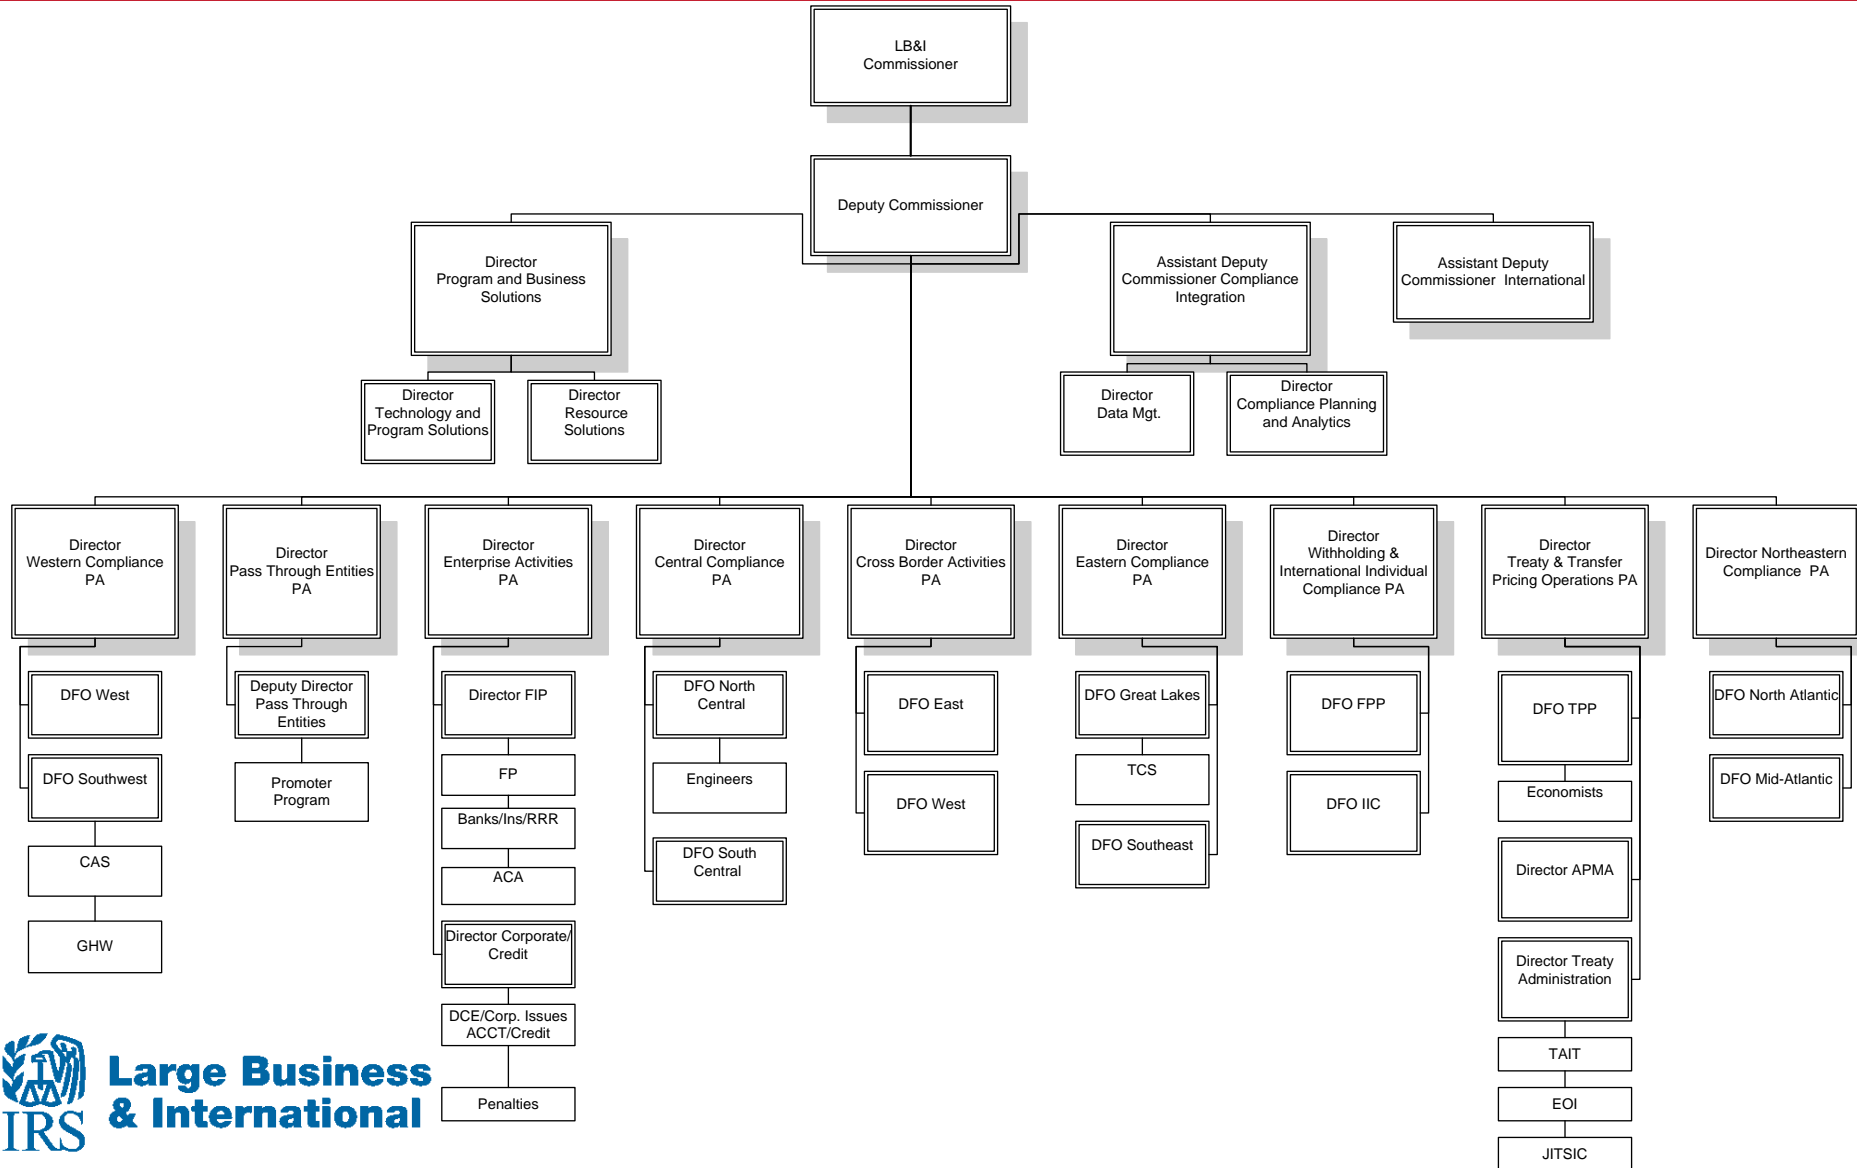 LB&I
Commissioner
Deputy Commissioner
Director
Program and Business
Solutions
Assistant Deputy
Commissioner Compliance
Integration
Assistant Deputy
Commissioner  International
Director
Technology and
Program Solutions
Director
Resource
Solutions
Director
Data Mgt.
Director
Compliance Planning
and Analytics
Director
Western Compliance
PA
Director
Pass Through Entities
PA
Director
Enterprise Activities
PA
Director
Central Compliance
PA
Director
Cross Border Activities
PA
Director
Eastern Compliance
PA
Director
Withholding &
International Individual
Compliance PA
Director
Treaty & Transfer
Pricing Operations PA
Director Northeastern
Compliance  PA
DFO West
DFO Southwest
CAS
GHW
Deputy Director
Pass Through
Entities
Promoter
Program
Director FIP
FP
Banks/Ins/RRR
ACA
Director Corporate/
Credit
DCE/Corp. Issues
ACCT/Credit
Penalties
DFO North
Central
Engineers
DFO South
Central
DFO East
DFO West
DFO Great Lakes
TCS
DFO Southeast
DFO FPP
DFO IIC
DFO TPP
Economists
Director APMA
Director Treaty
Administration
TAIT
EOI
JITSIC
DFO North Atlantic
DFO Mid-Atlantic
IRS
Large Business
& International